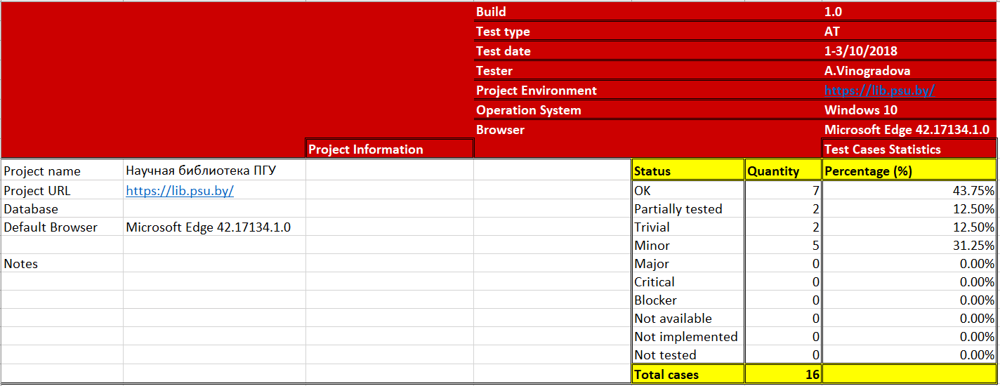 Build 1.0
Test type AT
Test date 1-3/10/2018
Tester A.Vinogradova
Project Environment https://lib.psu.by/
Operation System Windows 10
Browser Microsoft Edge 42.17134.1.0
Project Information Test Cases Statistics
Project name Научная библиотека ПГУ Status Quantity Percentage (%)
Project URL https://lib.psu.by/ OK 7 43.75%
Database Partially tested 2 12.50%
Default Browser Microsoft Edge 42.17134.1.0 Trivial 2 12.50%
Minor 5 31.25%
Notes Major 0 0.00%
Critical 0 0.00%
Blocker 0 0.00%
Not available 0 0.00%
Not implemented 0 0.00%
Not tested 0 0.00%
Total cases 16